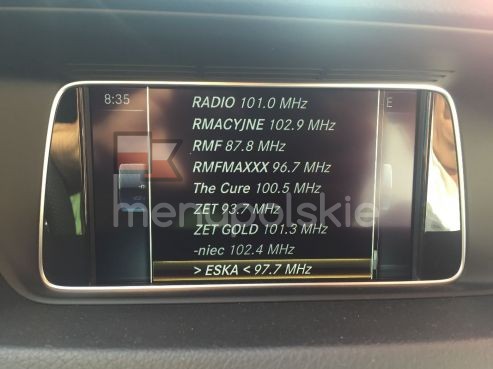 8:35
E
RADIO 101.0 MHz
RMACYJNE 102.9 MHz
RMF 87.8 MHz
RMFMAXXX 96.7 MHz
The Cure 100.5 MHz
ZET 93.7 MHz
ZET GOLD 101.3 MHz
-niec 102.4 MHz
> ESKA < 97.7 MHz
menupolskie